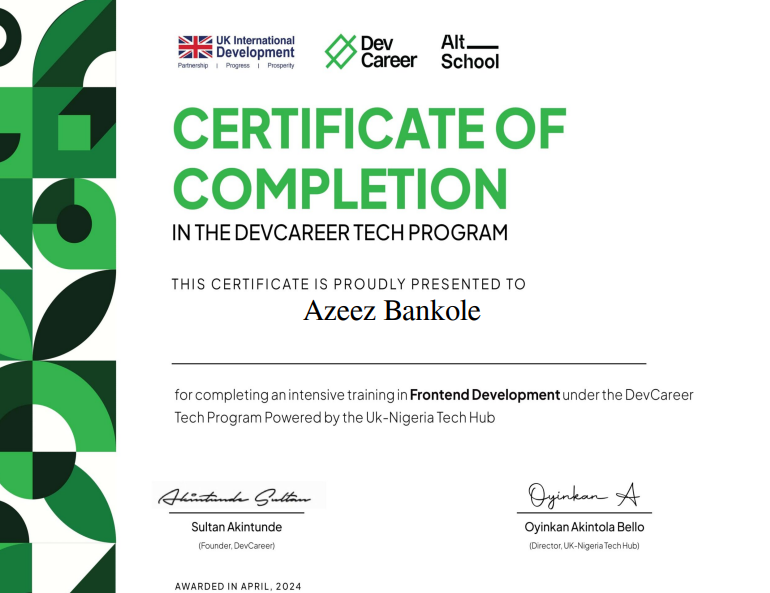 UK International
Development
Partnership | Progress | Prosperity
Dev
Career
Alt
School
CERTIFICATE OF
COMPLETION
IN THE DEVCAREER TECH PROGRAM
THIS CERTIFICATE IS PROUDLY PRESENTED TO
Azeez Bankole
for completing an intensive training in Frontend Development under the DevCareer
Tech Program Powered by the Uk-Nigeria Tech Hub
Akintunde Sultan
Oyinkan A
Sultan Akintunde
Oyinkan Akintola Bello
(Founder, DevCareer)
(Director, UK-Nigeria Tech Hub)
AWARDED IN APRIL, 2024